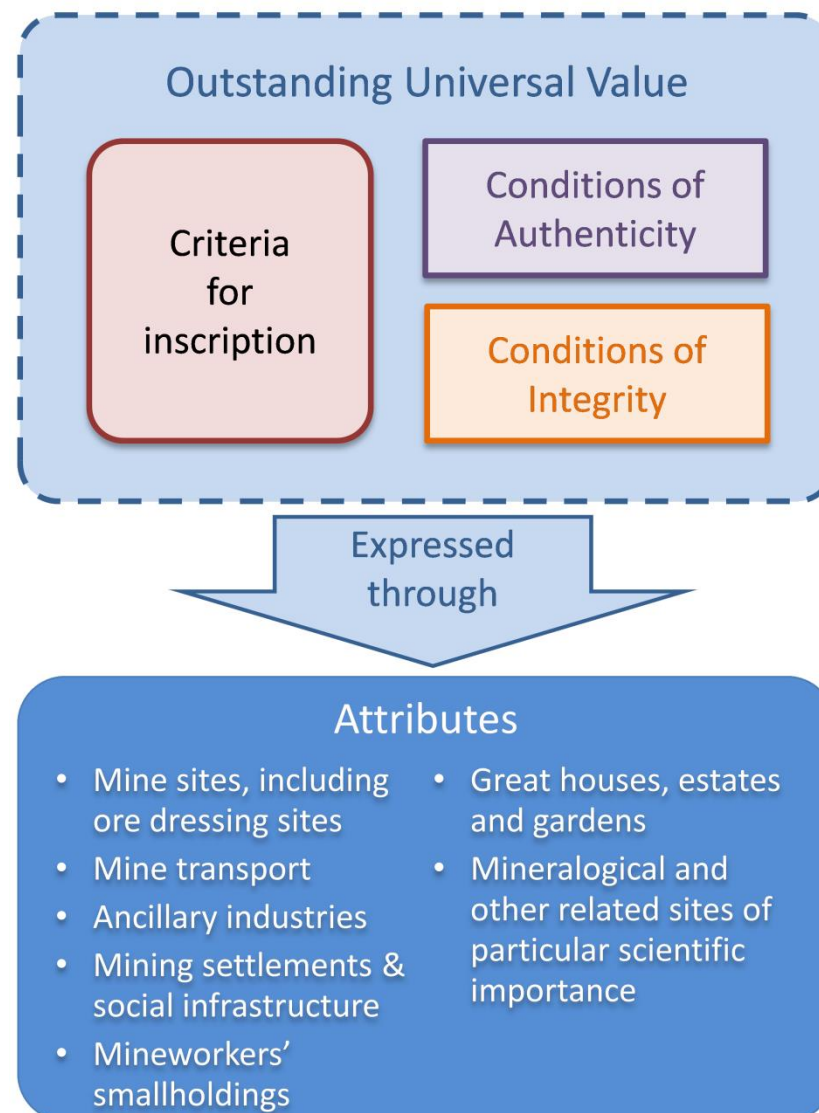 Outstanding Universal Value
Criteria
for
inscription
Conditions of
Authenticity
Conditions of
Integrity
Expressed
through
Attributes
• Mine sites, including
ore dressing sites
• Mine transport
• Ancillary industries
• Mining settlements &
social infrastructure
• Mineworkers’
smallholdings
• Great houses, estates
and gardens
• Mineralogical and
other related sites of
particular scientific
importance